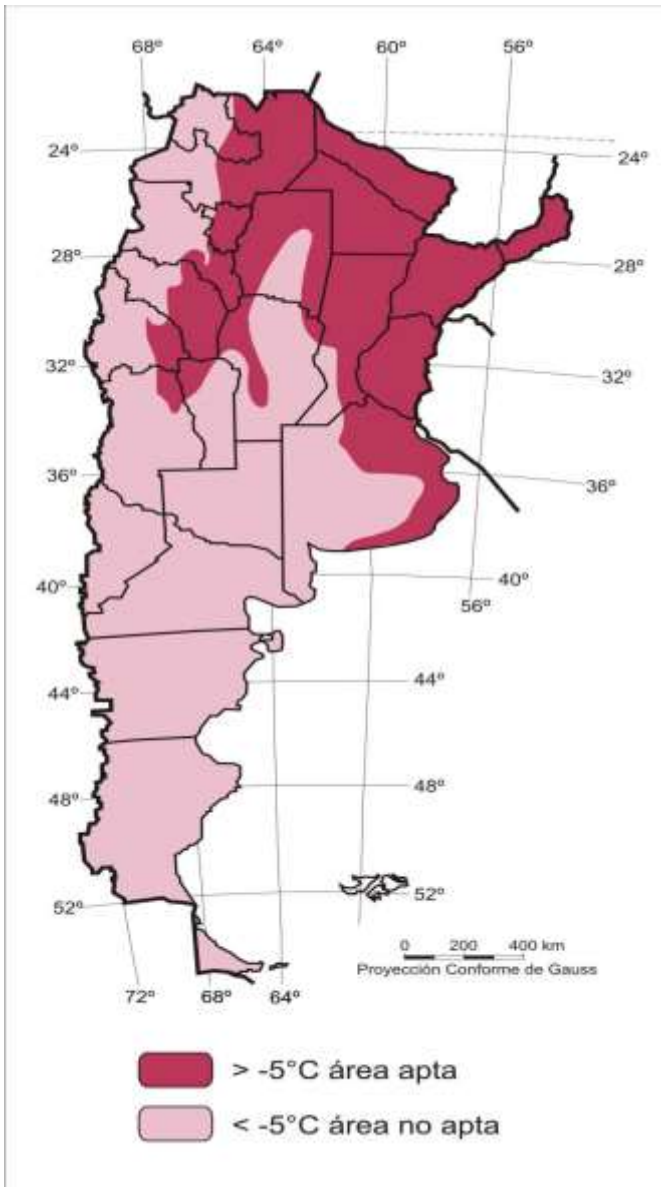 68º 64º 60º 56º
24º 24º
28º 28º
32º 32º
36º 36º
40º 40º
56º
44º 44º
48º 48º
52º 52º
0 200 400 km
Proyección Conforme de Gauss
72º 68º 64º
> -5°C área apta
< -5°C área no apta